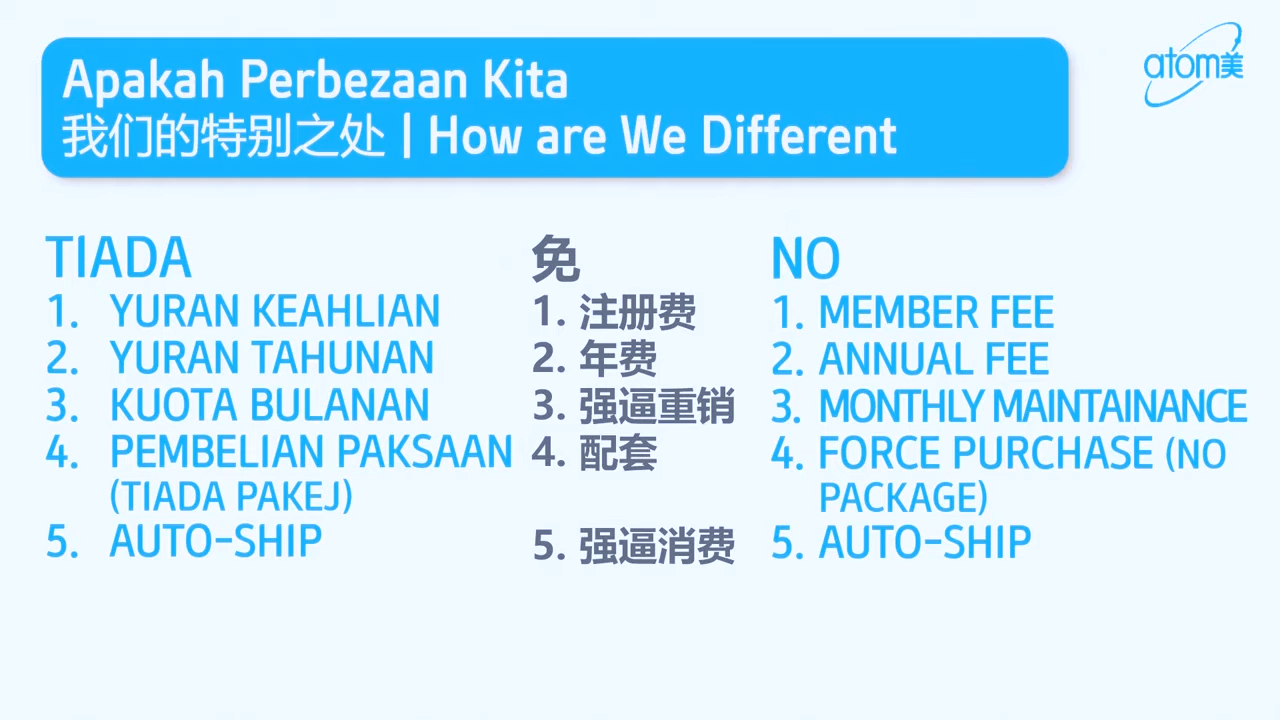 Apakah Perbezaan Kita
我们的特别之处 | How are We Different
atom美
TIADA
1. YURAN KEAHLIAN
2. YURAN TAHUNAN
3. KUOTA BULANAN
4. PEMBELIAN PAKSAAN
(TIADA PAKEJ)
5. AUTO-SHIP
免
1. 注册费
2. 年费
3. 强逼重销
4. 配套
5. 强逼消费
NO
1. MEMBER FEE
2. ANNUAL FEE
3. MONTHLY MAINTAINANCE
4. FORCE PURCHASE (NO
PACKAGE)
5. AUTO-SHIP